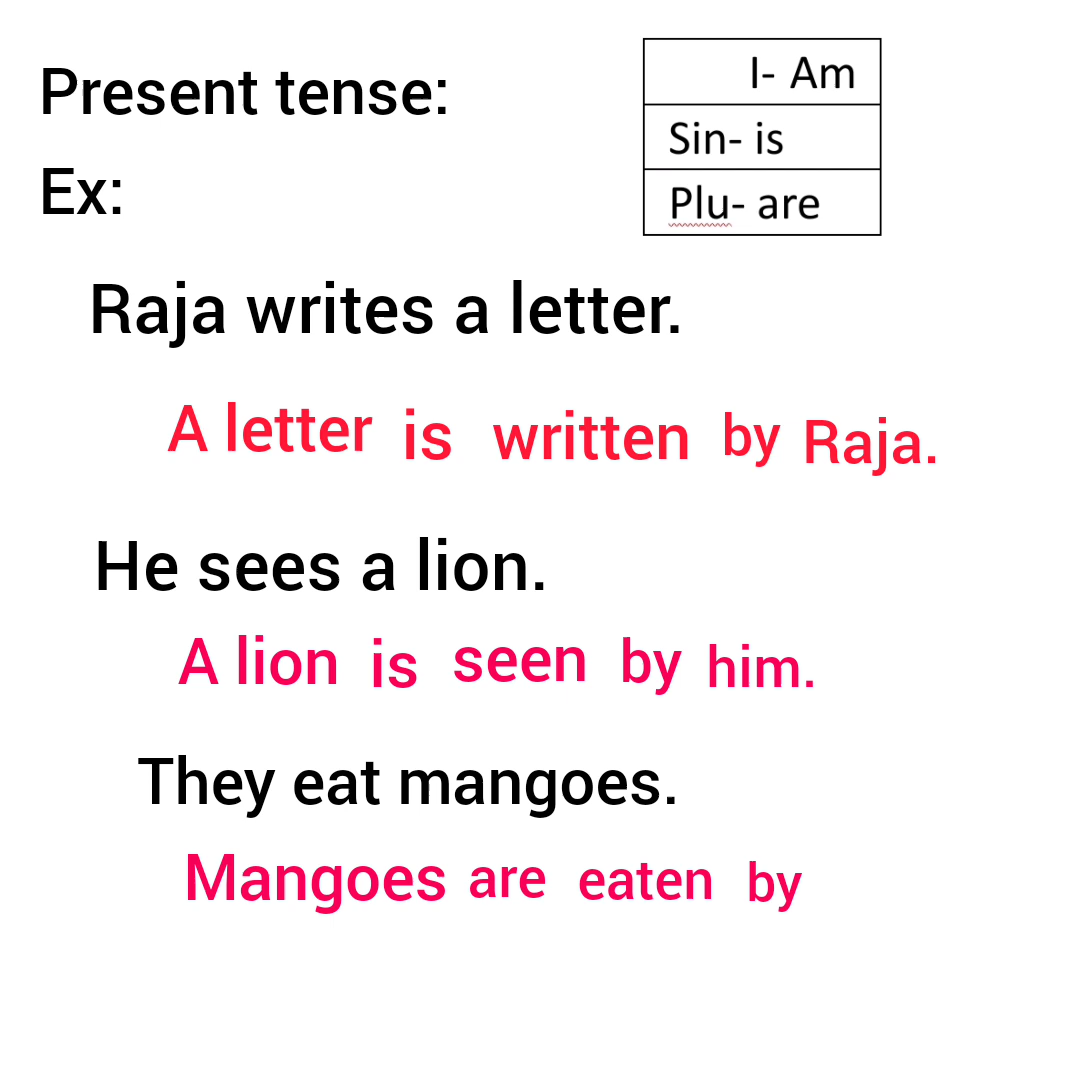 Present tense:
I- Am
Sin- is
Plu- are
Ex:
Raja writes a letter.
A letter is written by Raja.
He sees a lion.
A lion is seen by him.
They eat mangoes.
Mangoes are eaten by